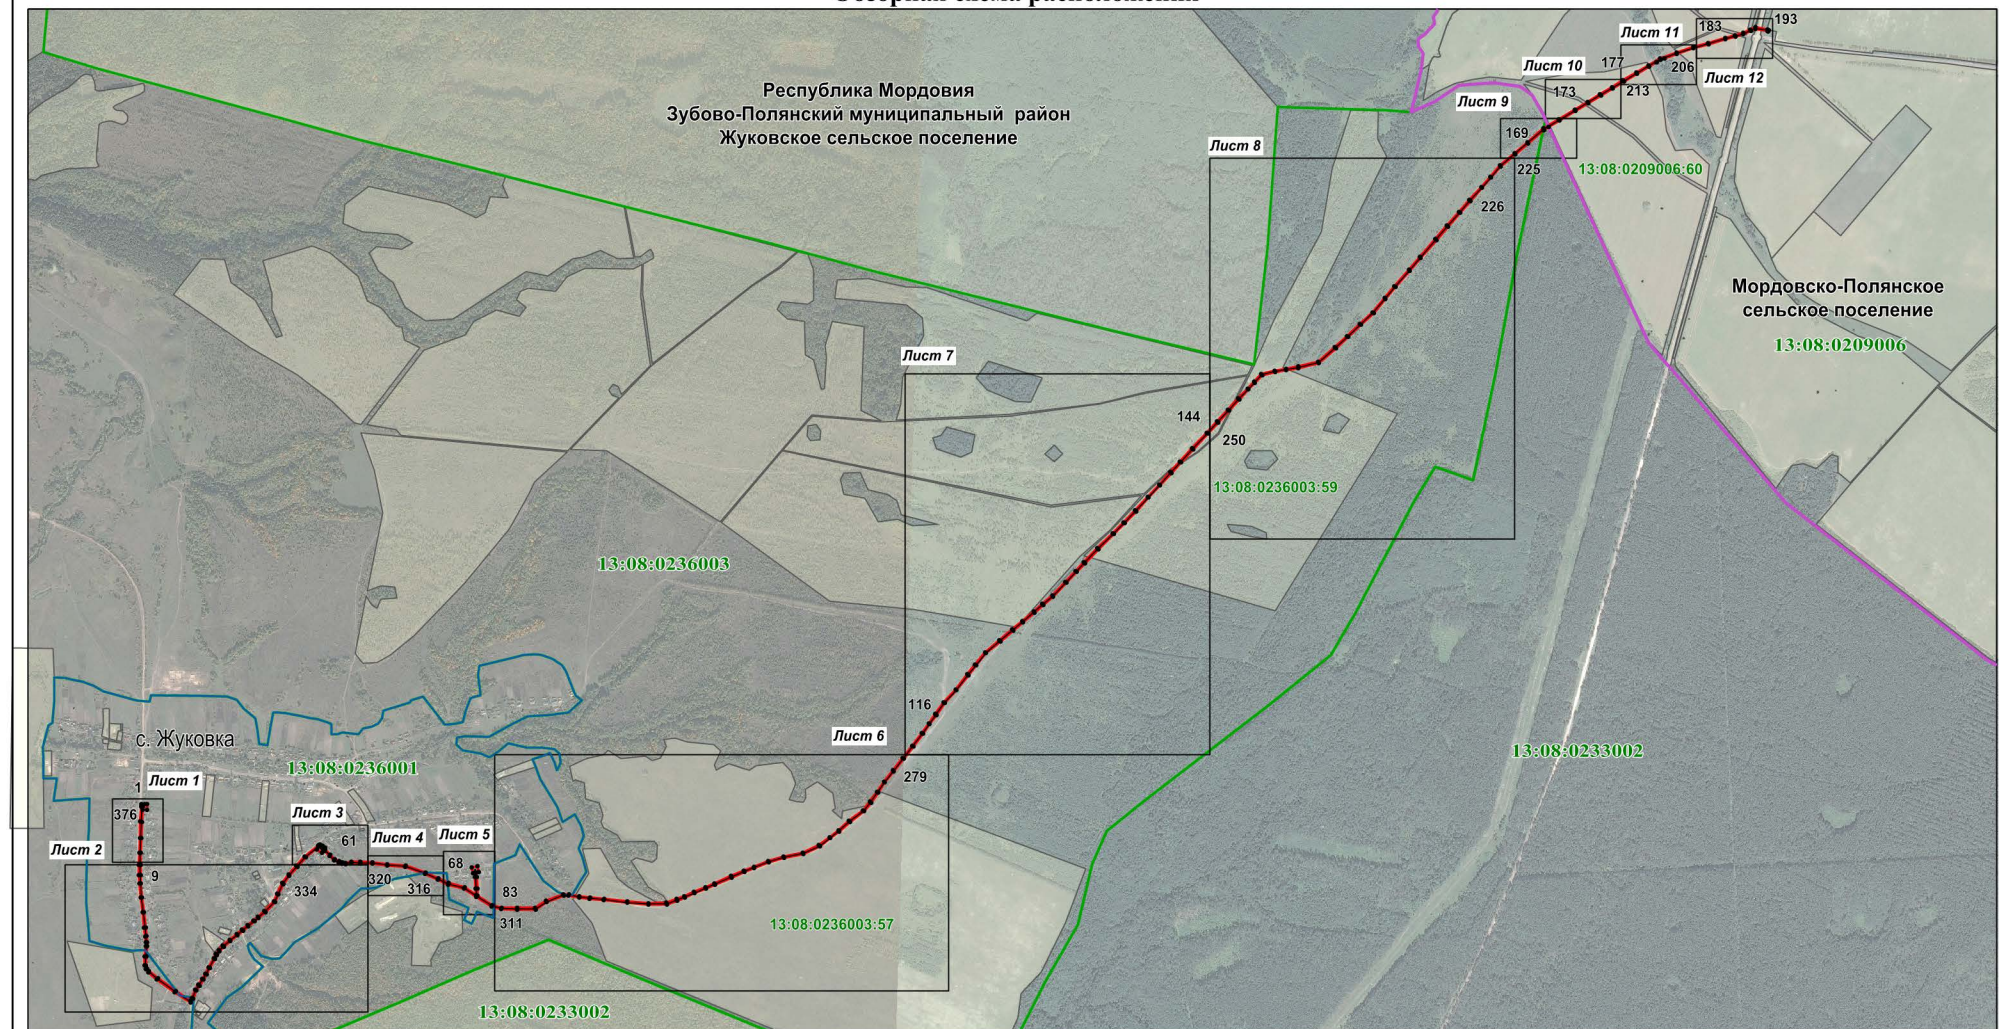 Обзорная схема расположения
193
183
Лист 11
177
206
Лист 12
Лист 10
173
213
Лист 9
169
225
13:08:0209006:60
Республика Мордовия
Зубово-Полянский муниципальный район
Жуковское сельское поселение
Лист 8
226
Мордовско-Полянское
сельское поселение
13:08:0209006
Лист 7
144
250
13:08:0236003:59
13:08:0236003
116
Лист 6
279
13:08:0233002
с. Жуковка
13:08:0236001
1
Лист 1
376
Лист 2
9
Лист 3
61
334
Лист 4
320
316
Лист 5
68
83
311
13:08:0236003:57
13:08:0233002